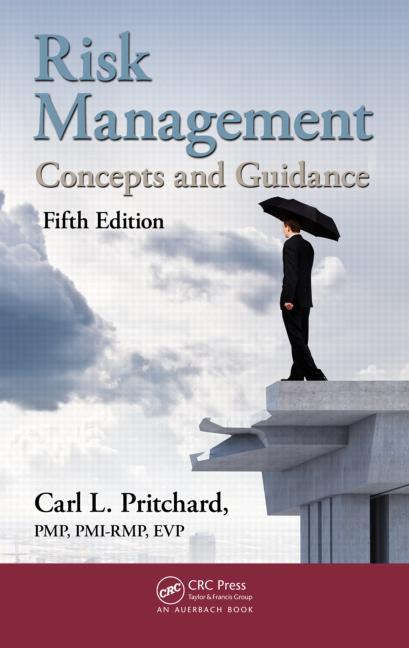 Risk
Management
Concepts and Guidance
Fifth Edition
Carl L. Pritchard,
PMP, PMI-RMP, EVP
CRC
CRC Press
Taylor & Francis Group
AN AUERBACH BOOK